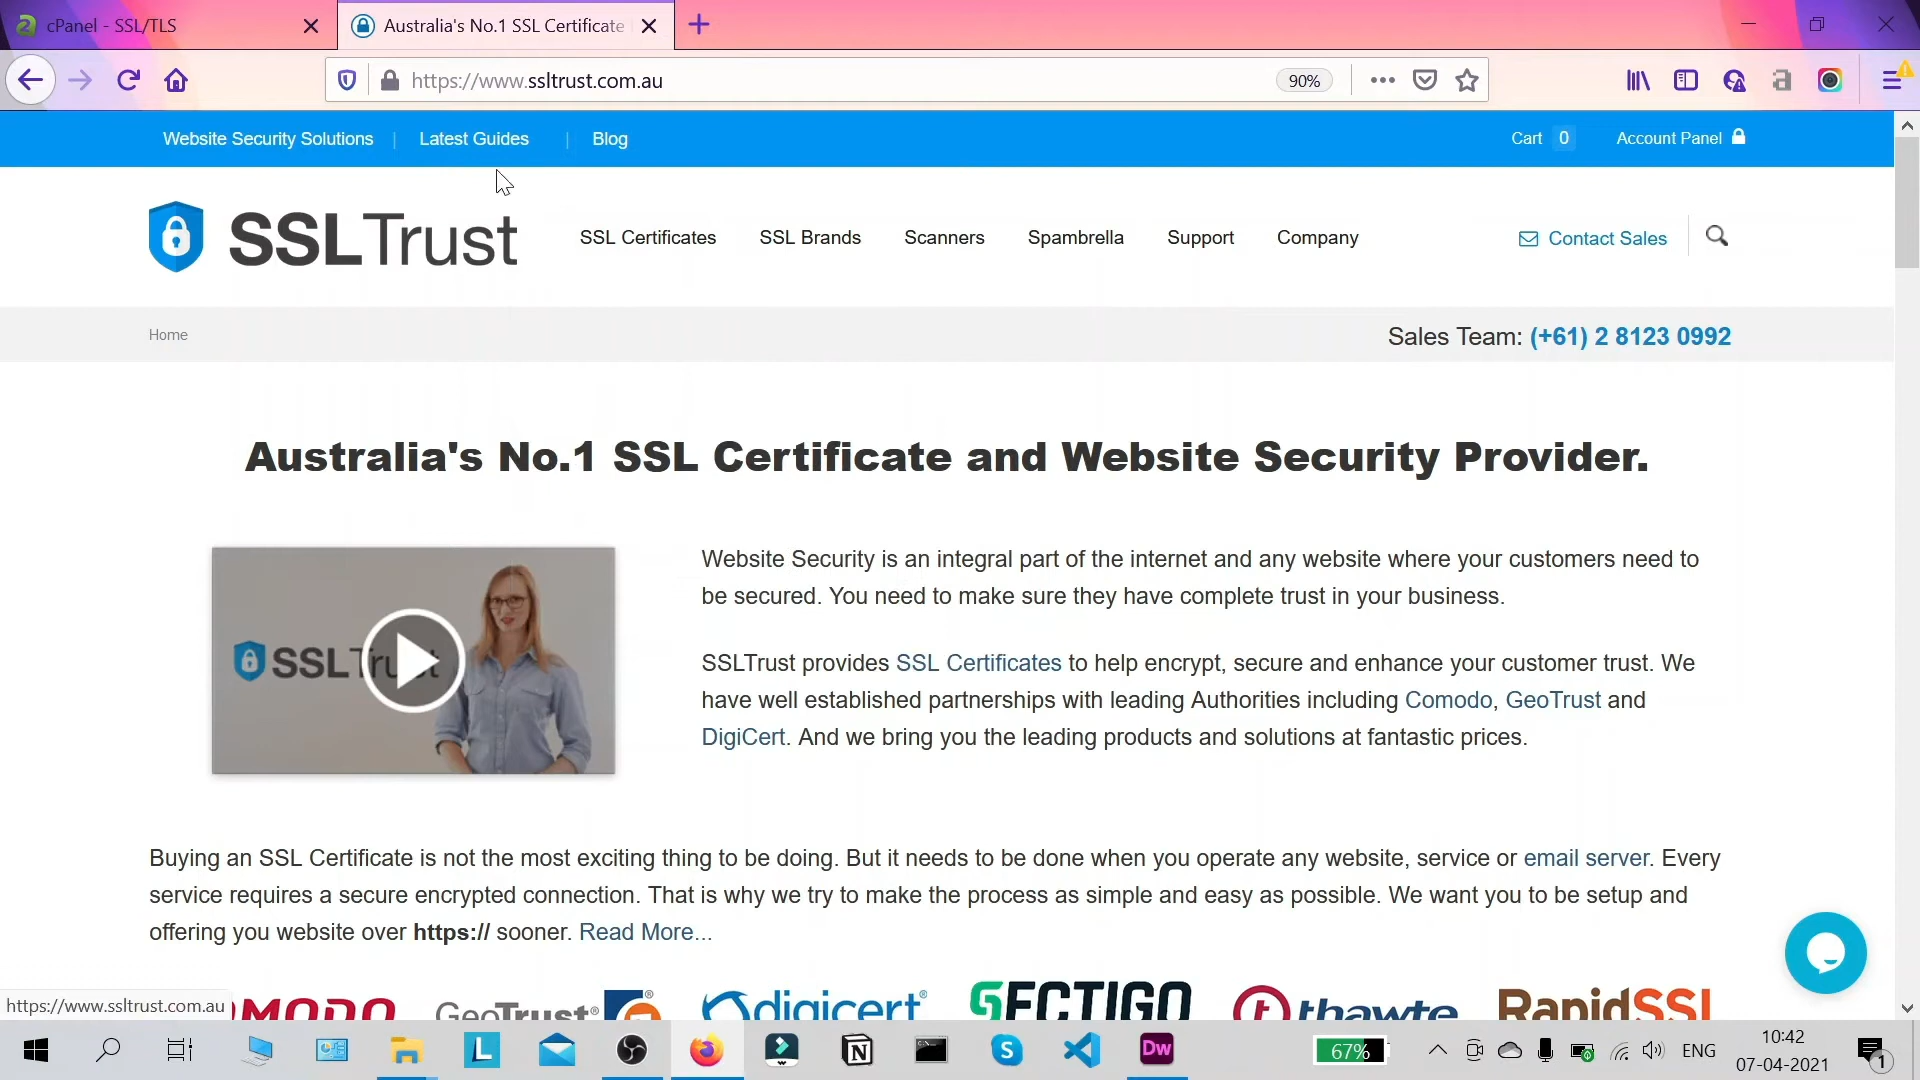 cPanel - SSL/TLS
Australia's No.1 SSL Certificate
https://www.ssltrust.com.au
90%
Website Security Solutions | Latest Guides | Blog
Cart 0 Account Panel
SSLTrust
SSL Certificates SSL Brands Scanners Spambrella Support Company
Contact Sales
Home
Sales Team: (+61) 2 8123 0992
Australia's No.1 SSL Certificate and Website Security Provider.
Website Security is an integral part of the internet and any website where your customers need to
be secured. You need to make sure they have complete trust in your business.
SSLTrust
SSLTrust provides SSL Certificates to help encrypt, secure and enhance your customer trust. We
have well established partnerships with leading Authorities including Comodo, GeoTrust and
DigiCert. And we bring you the leading products and solutions at fantastic prices.
Buying an SSL Certificate is not the most exciting thing to be doing. But it needs to be done when you operate any website, service or email server. Every
service requires a secure encrypted connection. That is why we try to make the process as simple and easy as possible. We want you to be setup and
offering you website over https:// sooner. Read More...
https://www.ssltrust.com.au
OMODO GeoTrust® digicert® SECTIGO thawte RapidSSL
L N S Dw
67%
ENG
10:42
07-04-2021
1